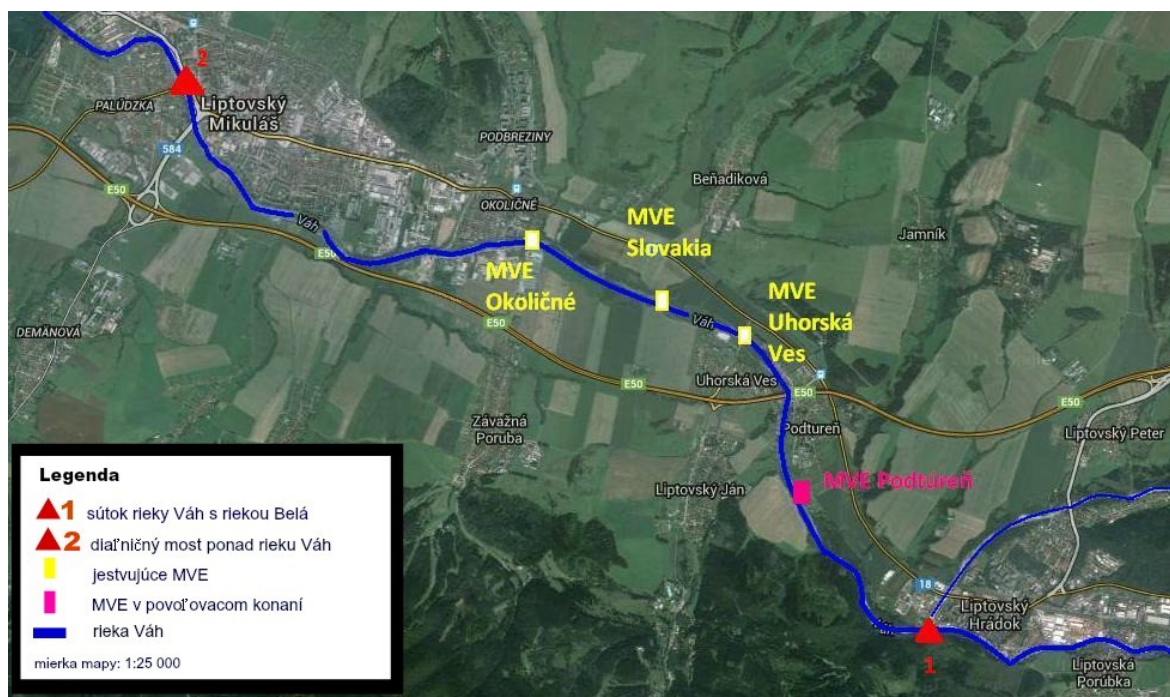 2
PALÚDZKA
Liptovský
Mikuláš
PODBREZINY
584
E50
Beňadiková
OKOLIČNÉ
MVE
Slovakia
Jamník
Váh
E50
MVE
Okoličné
MVE
Uhorská
Ves
DEMÄNOVÁ
E50
Váh
Uhorská Ves
E50
E50
E50
Závažná
Poruba
Podtureň
Liptovský Peter
Liptovský Ján
MVE Podtúreň
18
Liptovský
Hrádok
Váh
1
Liptovská
Porúbka
Legenda
1 sútok rieky Váh s riekou Belá
2 diaľničný most ponad rieku Váh
jestvujúce MVE
MVE v povoľovacom konaní
rieka Váh
mierka mapy: 1:25 000